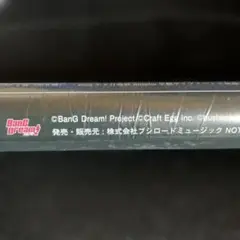 BanG Dream!
©BanG Dream! Project ©Craft Egg Inc. ©bushi
発売・販売元：株式会社ブシロードミュージック NOT